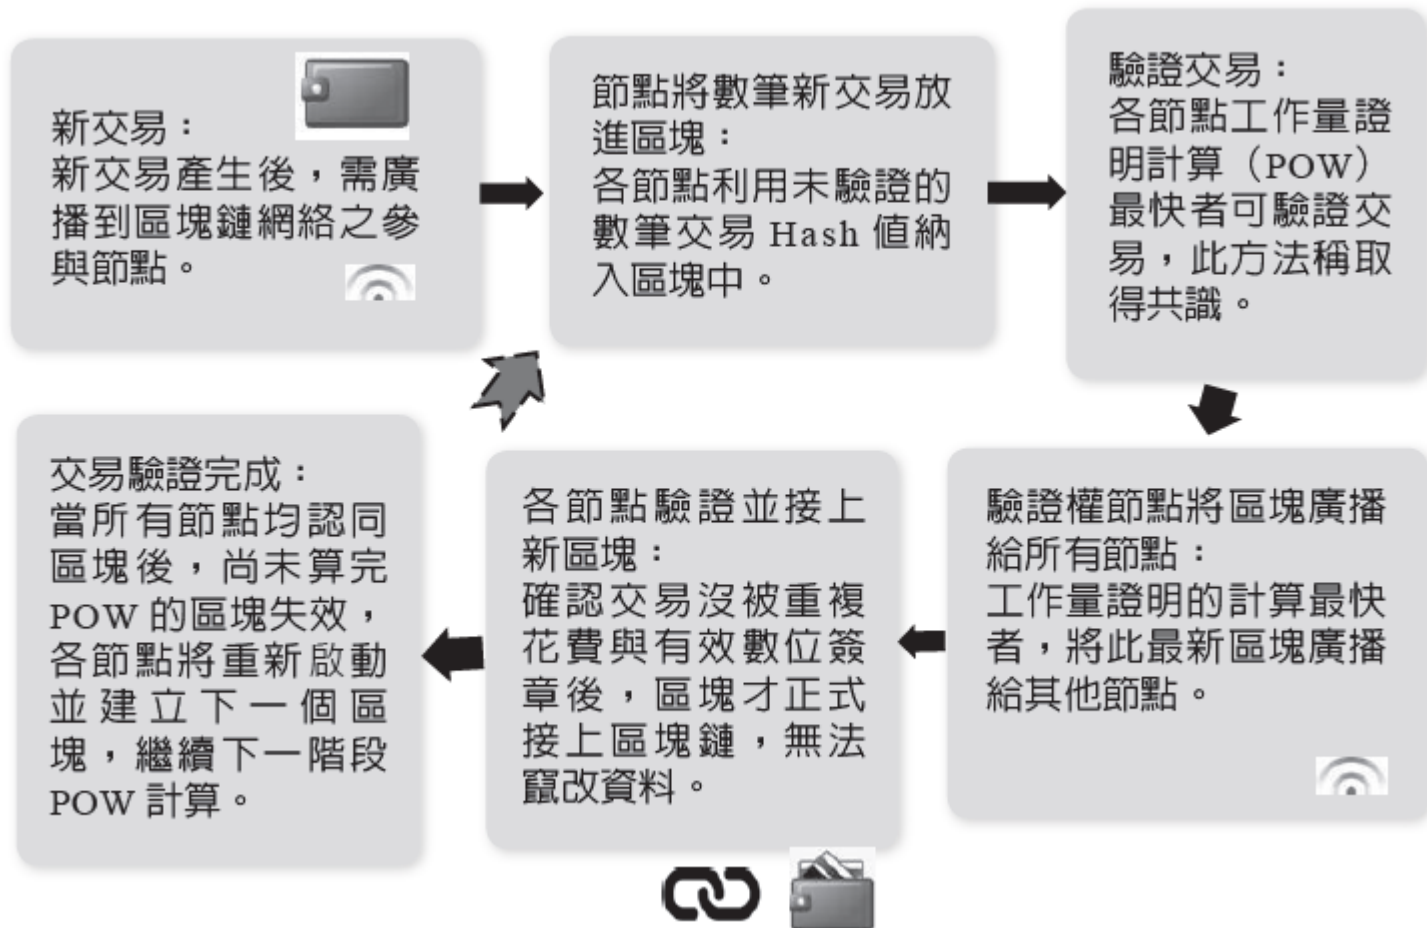 新交易：
新交易產生後，需廣
播到區塊鏈網絡之參
與節點。
節點將數筆新交易放
進區塊：
各節點利用未驗證的
數筆交易 Hash 值納
入區塊中。
驗證交易：
各節點工作量證
明計算（POW）
最快者可驗證交
易，此方法稱取
得共識。
驗證權節點將區塊廣播
給所有節點：
工作量證明的計算最快
者，將此最新區塊廣播
給其他節點。
各節點驗證並接上
新區塊：
確認交易沒被重複
花費與有效數位簽
章後，區塊才正式
接上區塊鏈，無法
竄改資料。
交易驗證完成：
當所有節點均認同
區塊後，尚未算完
POW 的區塊失效，
各節點將重新啟動
並建立下一個區
塊，繼續下一階段
POW 計算。